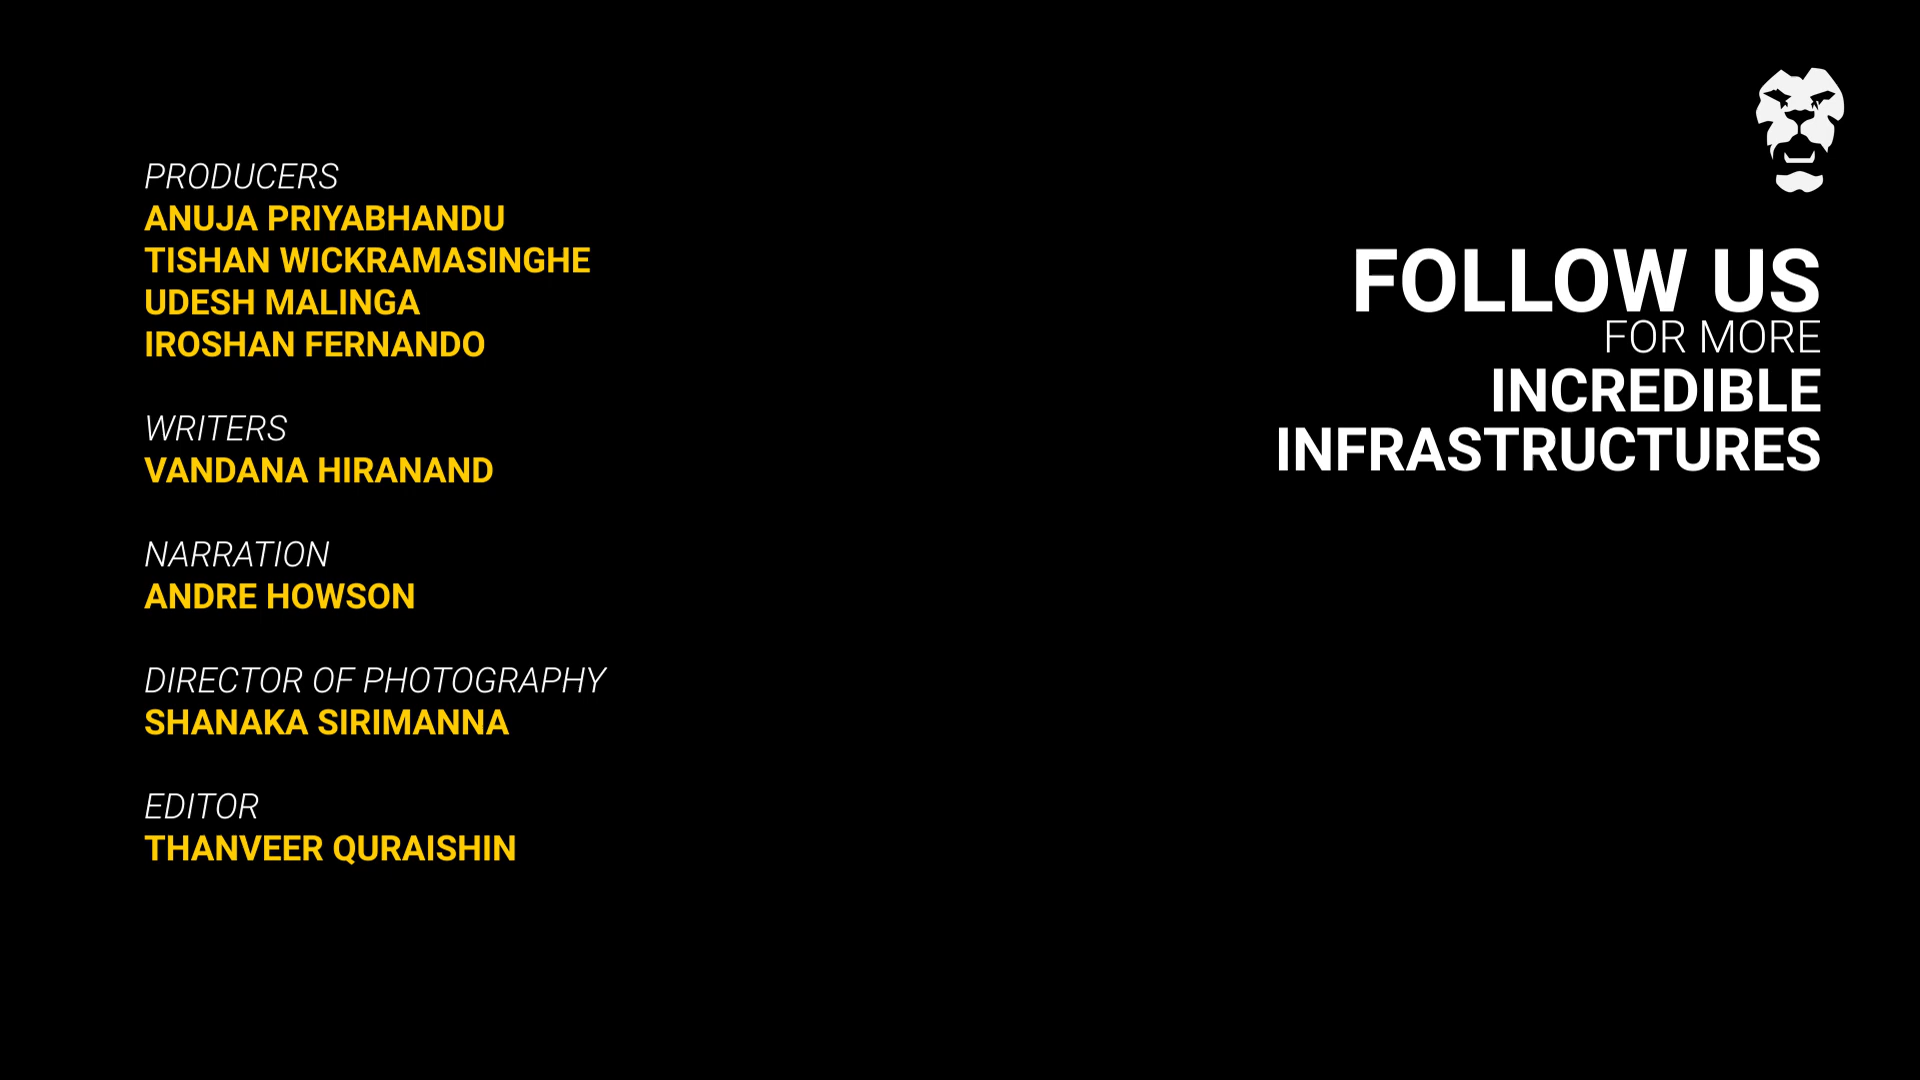 PRODUCERS
ANUJA PRIYABHANDU
TISHAN WICKRAMASINGHE
UDESH MALINGA
IROSHAN FERNANDO
WRITERS
VANDANA HIRANAND
NARRATION
ANDRE HOWSON
DIRECTOR OF PHOTOGRAPHY
SHANAKA SIRIMANNA
EDITOR
THANVEER QURAISHIN
FOLLOW US
FOR MORE
INCREDIBLE
INFRASTRUCTURES